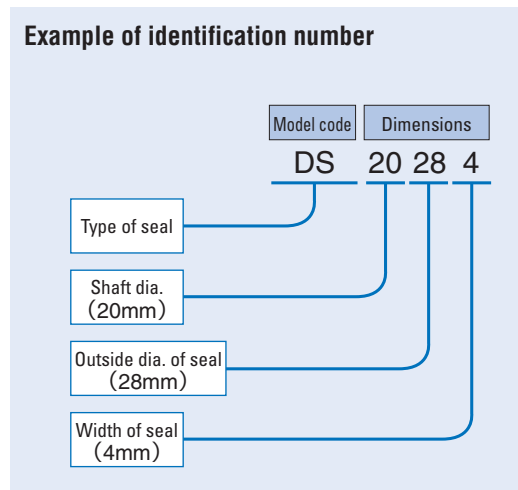 Example of identification number
Model code Dimensions
DS 20 28 4
Type of seal
Shaft dia.
（20mm）
Outside dia. of seal
（28mm）
Width of seal
（4mm）